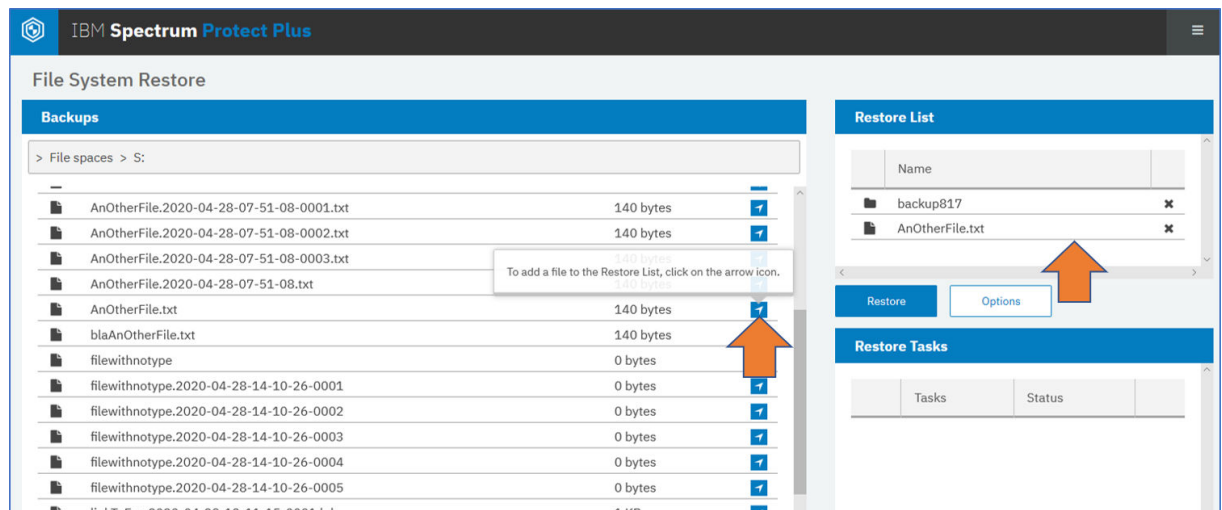 IBM Spectrum Protect Plus
File System Restore
Backups
> File spaces > S:
AnOtherFile.2020-04-28-07-51-08-0001.txt 140 bytes
AnOtherFile.2020-04-28-07-51-08-0002.txt 140 bytes
AnOtherFile.2020-04-28-07-51-08-0003.txt 140 bytes
To add a file to the Restore List, click on the arrow icon.
AnOtherFile.2020-04-28-07-51-08.txt 140 bytes
AnOtherFile.txt 140 bytes
blaAnOtherFile.txt 140 bytes
filewithnotype 0 bytes
filewithnotype.2020-04-28-14-10-26-0001 0 bytes
filewithnotype.2020-04-28-14-10-26-0002 0 bytes
filewithnotype.2020-04-28-14-10-26-0003 0 bytes
filewithnotype.2020-04-28-14-10-26-0004 0 bytes
filewithnotype.2020-04-28-14-10-26-0005 0 bytes
Restore List
Name
backup817
AnOtherFile.txt
Restore Options
Restore Tasks
Tasks Status